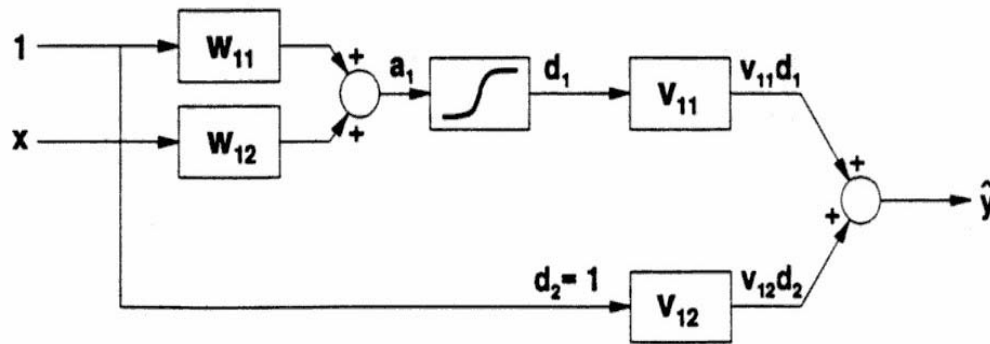 1
W₁₁
+
a₁
d₁
V₁₁
v₁₁d₁
x
W₁₂
+
+
ŷ
+
d₂= 1
V₁₂
v₁₂d₂